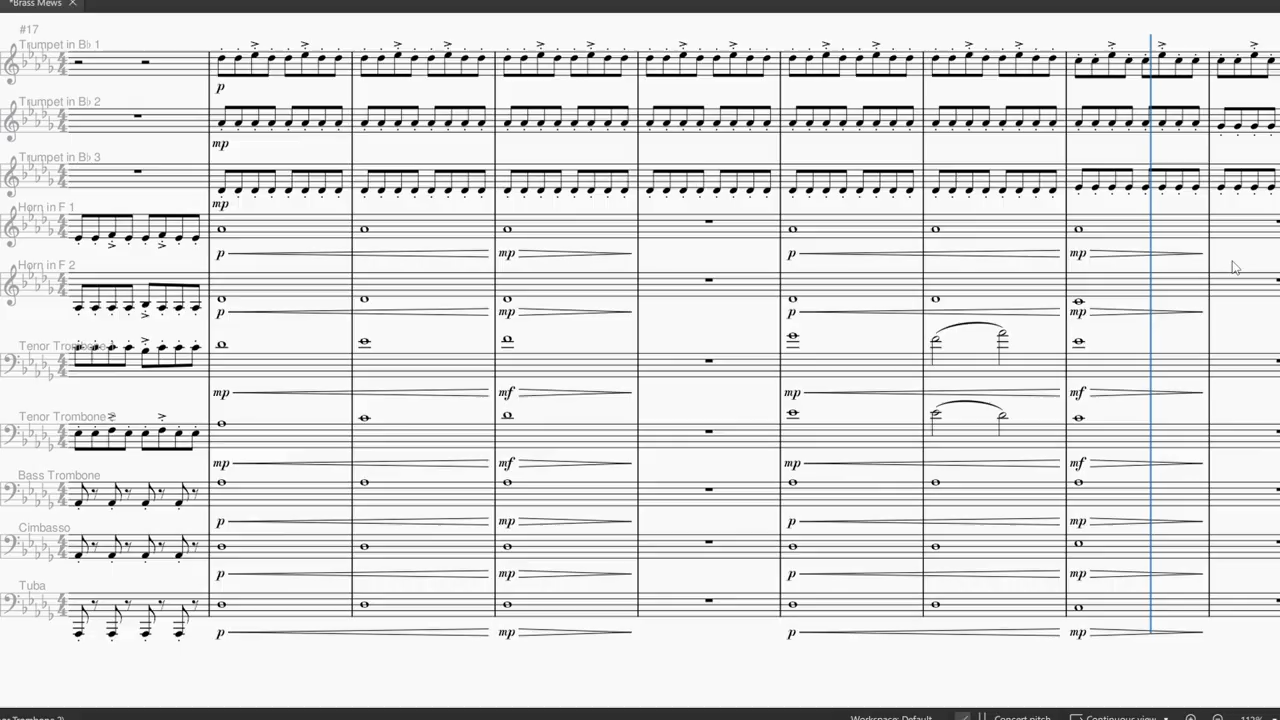 *Brass Mews ×
#17
Trumpet in B♭ 1
p
Trumpet in B♭ 2
mp
Trumpet in B♭ 3
mp
Horn in F 1
p mp p mp
Horn in F 2
p mp p mp
Tenor Trombone
mp mf mp mf
Tenor Trombone
mp mf mp mf
Bass Trombone
p mp p mp
Cimbasso
p mp p mp
Tuba
p mp p mp
Workspace: Default Concert pitch Continuous view 112%